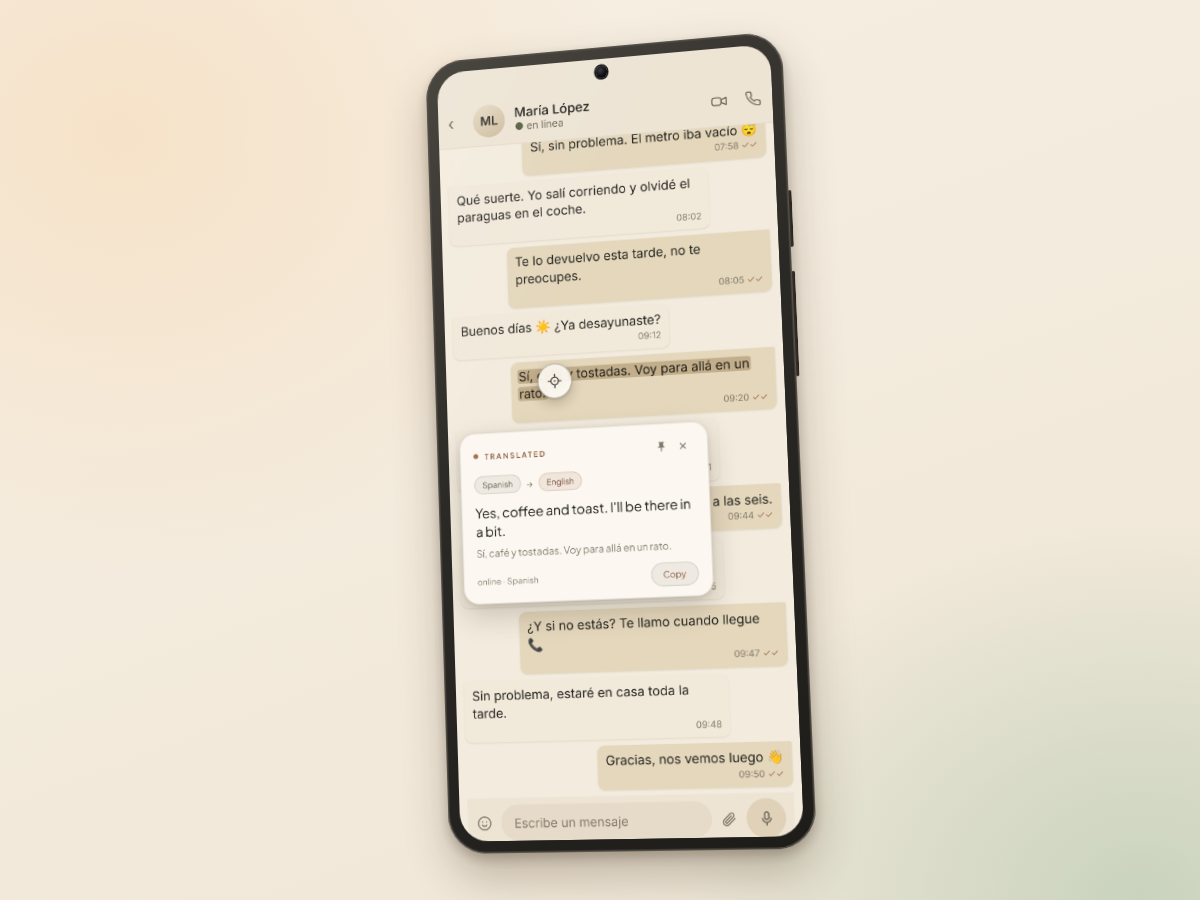 ML
María López
en línea
Sí, sin problema. El metro iba vacío 😴
07:58
Qué suerte. Yo salí corriendo y olvidé el
paraguas en el coche.
08:02
Te lo devuelvo esta tarde, no te
preocupes.
08:05
Buenos días ☀️ ¿Ya desayunaste?
09:12
Sí, y tostadas. Voy para allá en un
rato.
09:20
TRANSLATED
Spanish → English
Yes, coffee and toast. I'll be there in
a bit.
Sí, café y tostadas. Voy para allá en un rato.
online · Spanish
Copy
a las seis.
09:44
¿Y si no estás? Te llamo cuando llegue
📞
09:47
Sin problema, estaré en casa toda la
tarde.
09:48
Gracias, nos vemos luego 👋
09:50
Escribe un mensaje